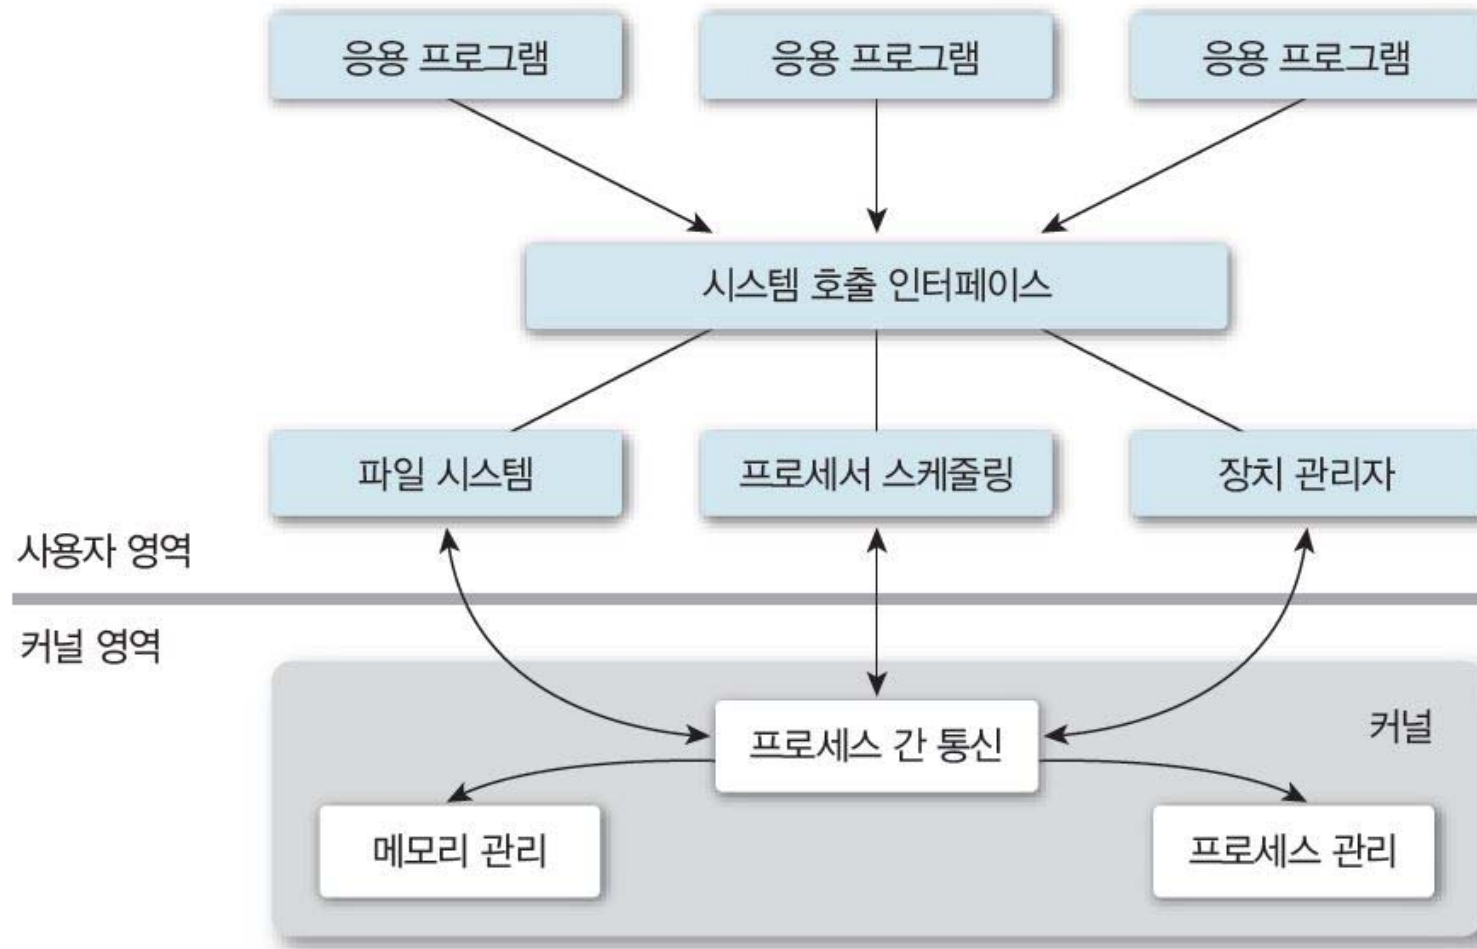 응용 프로그램
응용 프로그램
응용 프로그램
시스템 호출 인터페이스
파일 시스템
프로세서 스케줄링
장치 관리자
사용자 영역
커널 영역
커널
프로세스 간 통신
메모리 관리
프로세스 관리